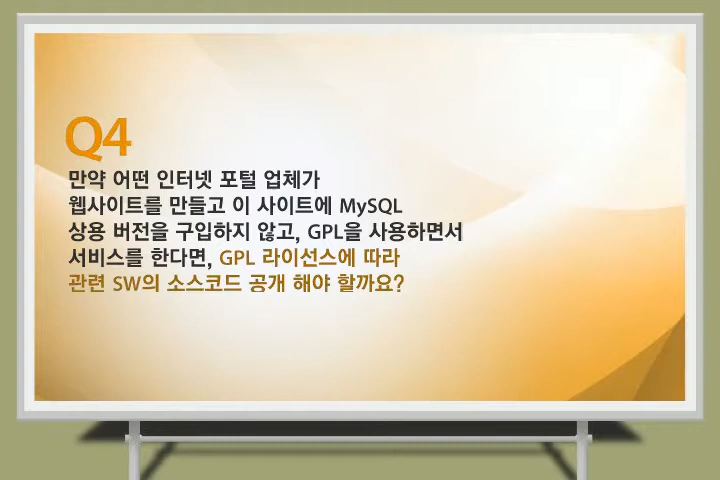 Q4
만약 어떤 인터넷 포털 업체가
웹사이트를 만들고 이 사이트에 MySQL
상용 버전을 구입하지 않고, GPL을 사용하면서
서비스를 한다면, GPL 라이선스에 따라
관련 SW의 소스코드 공개 해야 할까요?